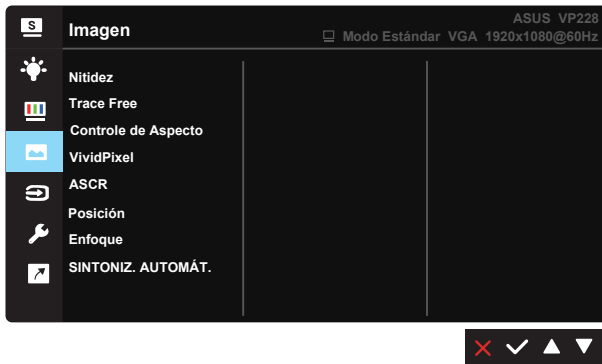 S
Imagen
ASUS VP228
Modo Estándar VGA 1920x1080@60Hz
Nitidez
Trace Free
Controle de Aspecto
VividPixel
ASCR
Posición
Enfoque
SINTONIZ. AUTOMÁT.